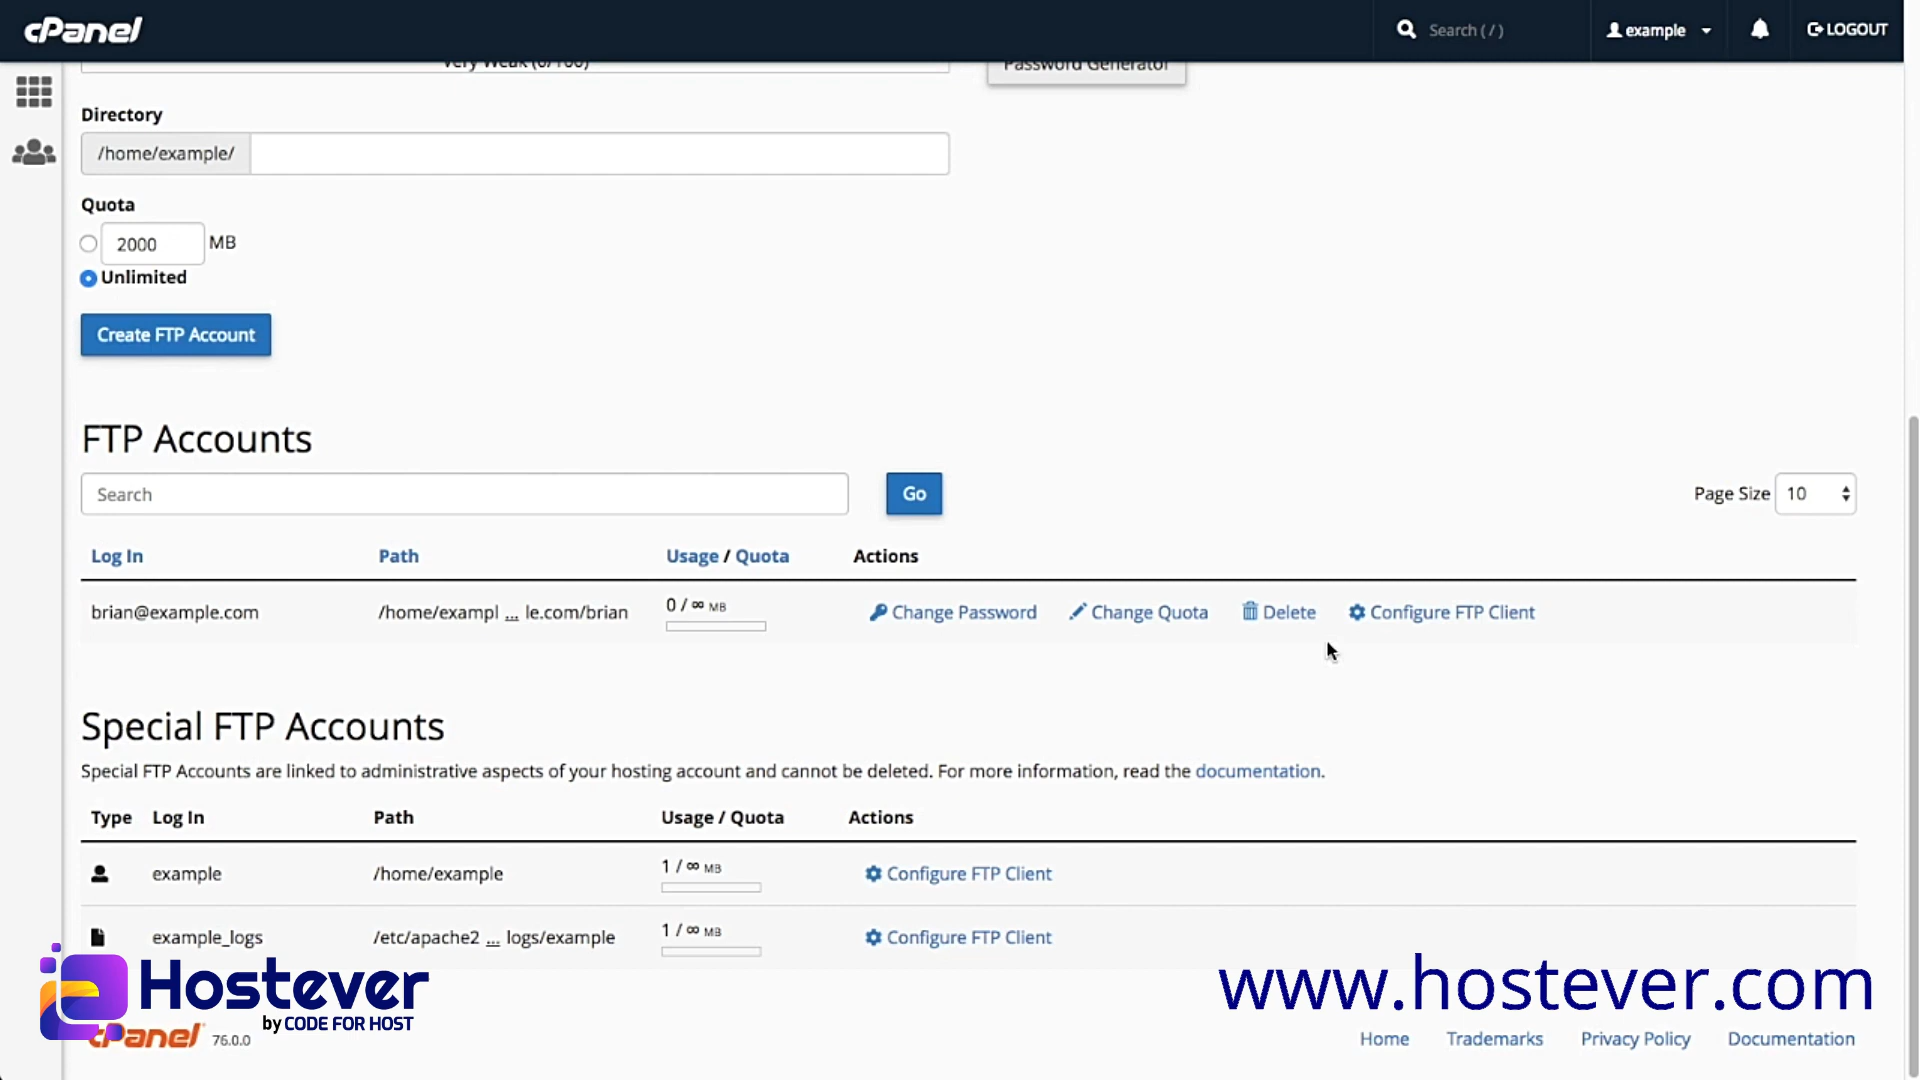 cPanel
Search ( / )
example
LOGOUT
Very Weak (0/100)
Password Generator
Directory
/home/example/
Quota
2000 MB
Unlimited
Create FTP Account
FTP Accounts
Search
Go
Page Size 10
Log In Path Usage / Quota Actions
brian@example.com /home/exampl ... le.com/brian 0 / ∞ MB Change Password Change Quota Delete Configure FTP Client
Special FTP Accounts
Special FTP Accounts are linked to administrative aspects of your hosting account and cannot be deleted. For more information, read the documentation.
Type Log In Path Usage / Quota Actions
example /home/example 1 / ∞ MB Configure FTP Client
example_logs /etc/apache2 ... logs/example 1 / ∞ MB Configure FTP Client
Hostever
by CODE FOR HOST
www.hostever.com
cPanel 76.0.0
Home Trademarks Privacy Policy Documentation